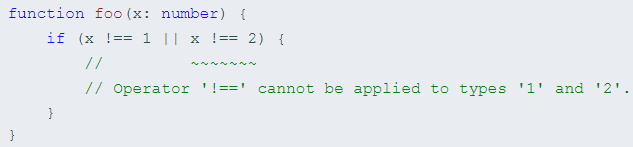 function foo(x: number) {
    if (x !== 1 || x !== 2) {
        //         ~~~~~~~
        // Operator '!==' cannot be applied to types '1' and '2'.
    }
}